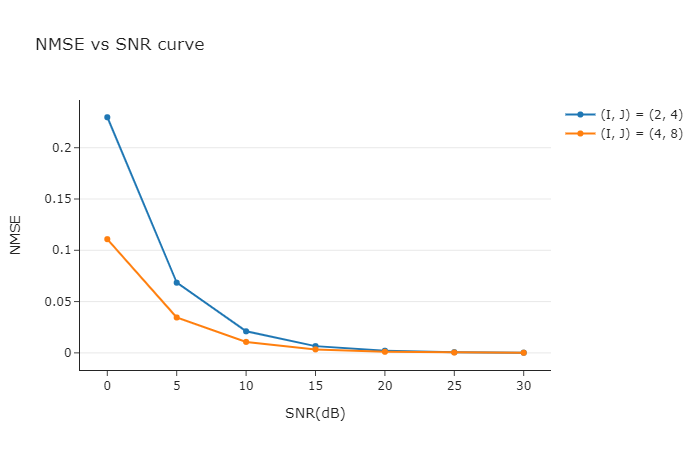 NMSE vs SNR curve
(I, J) = (2, 4)
(I, J) = (4, 8)
NMSE
0.2
0.15
0.1
0.05
0
0 5 10 15 20 25 30
SNR(dB)